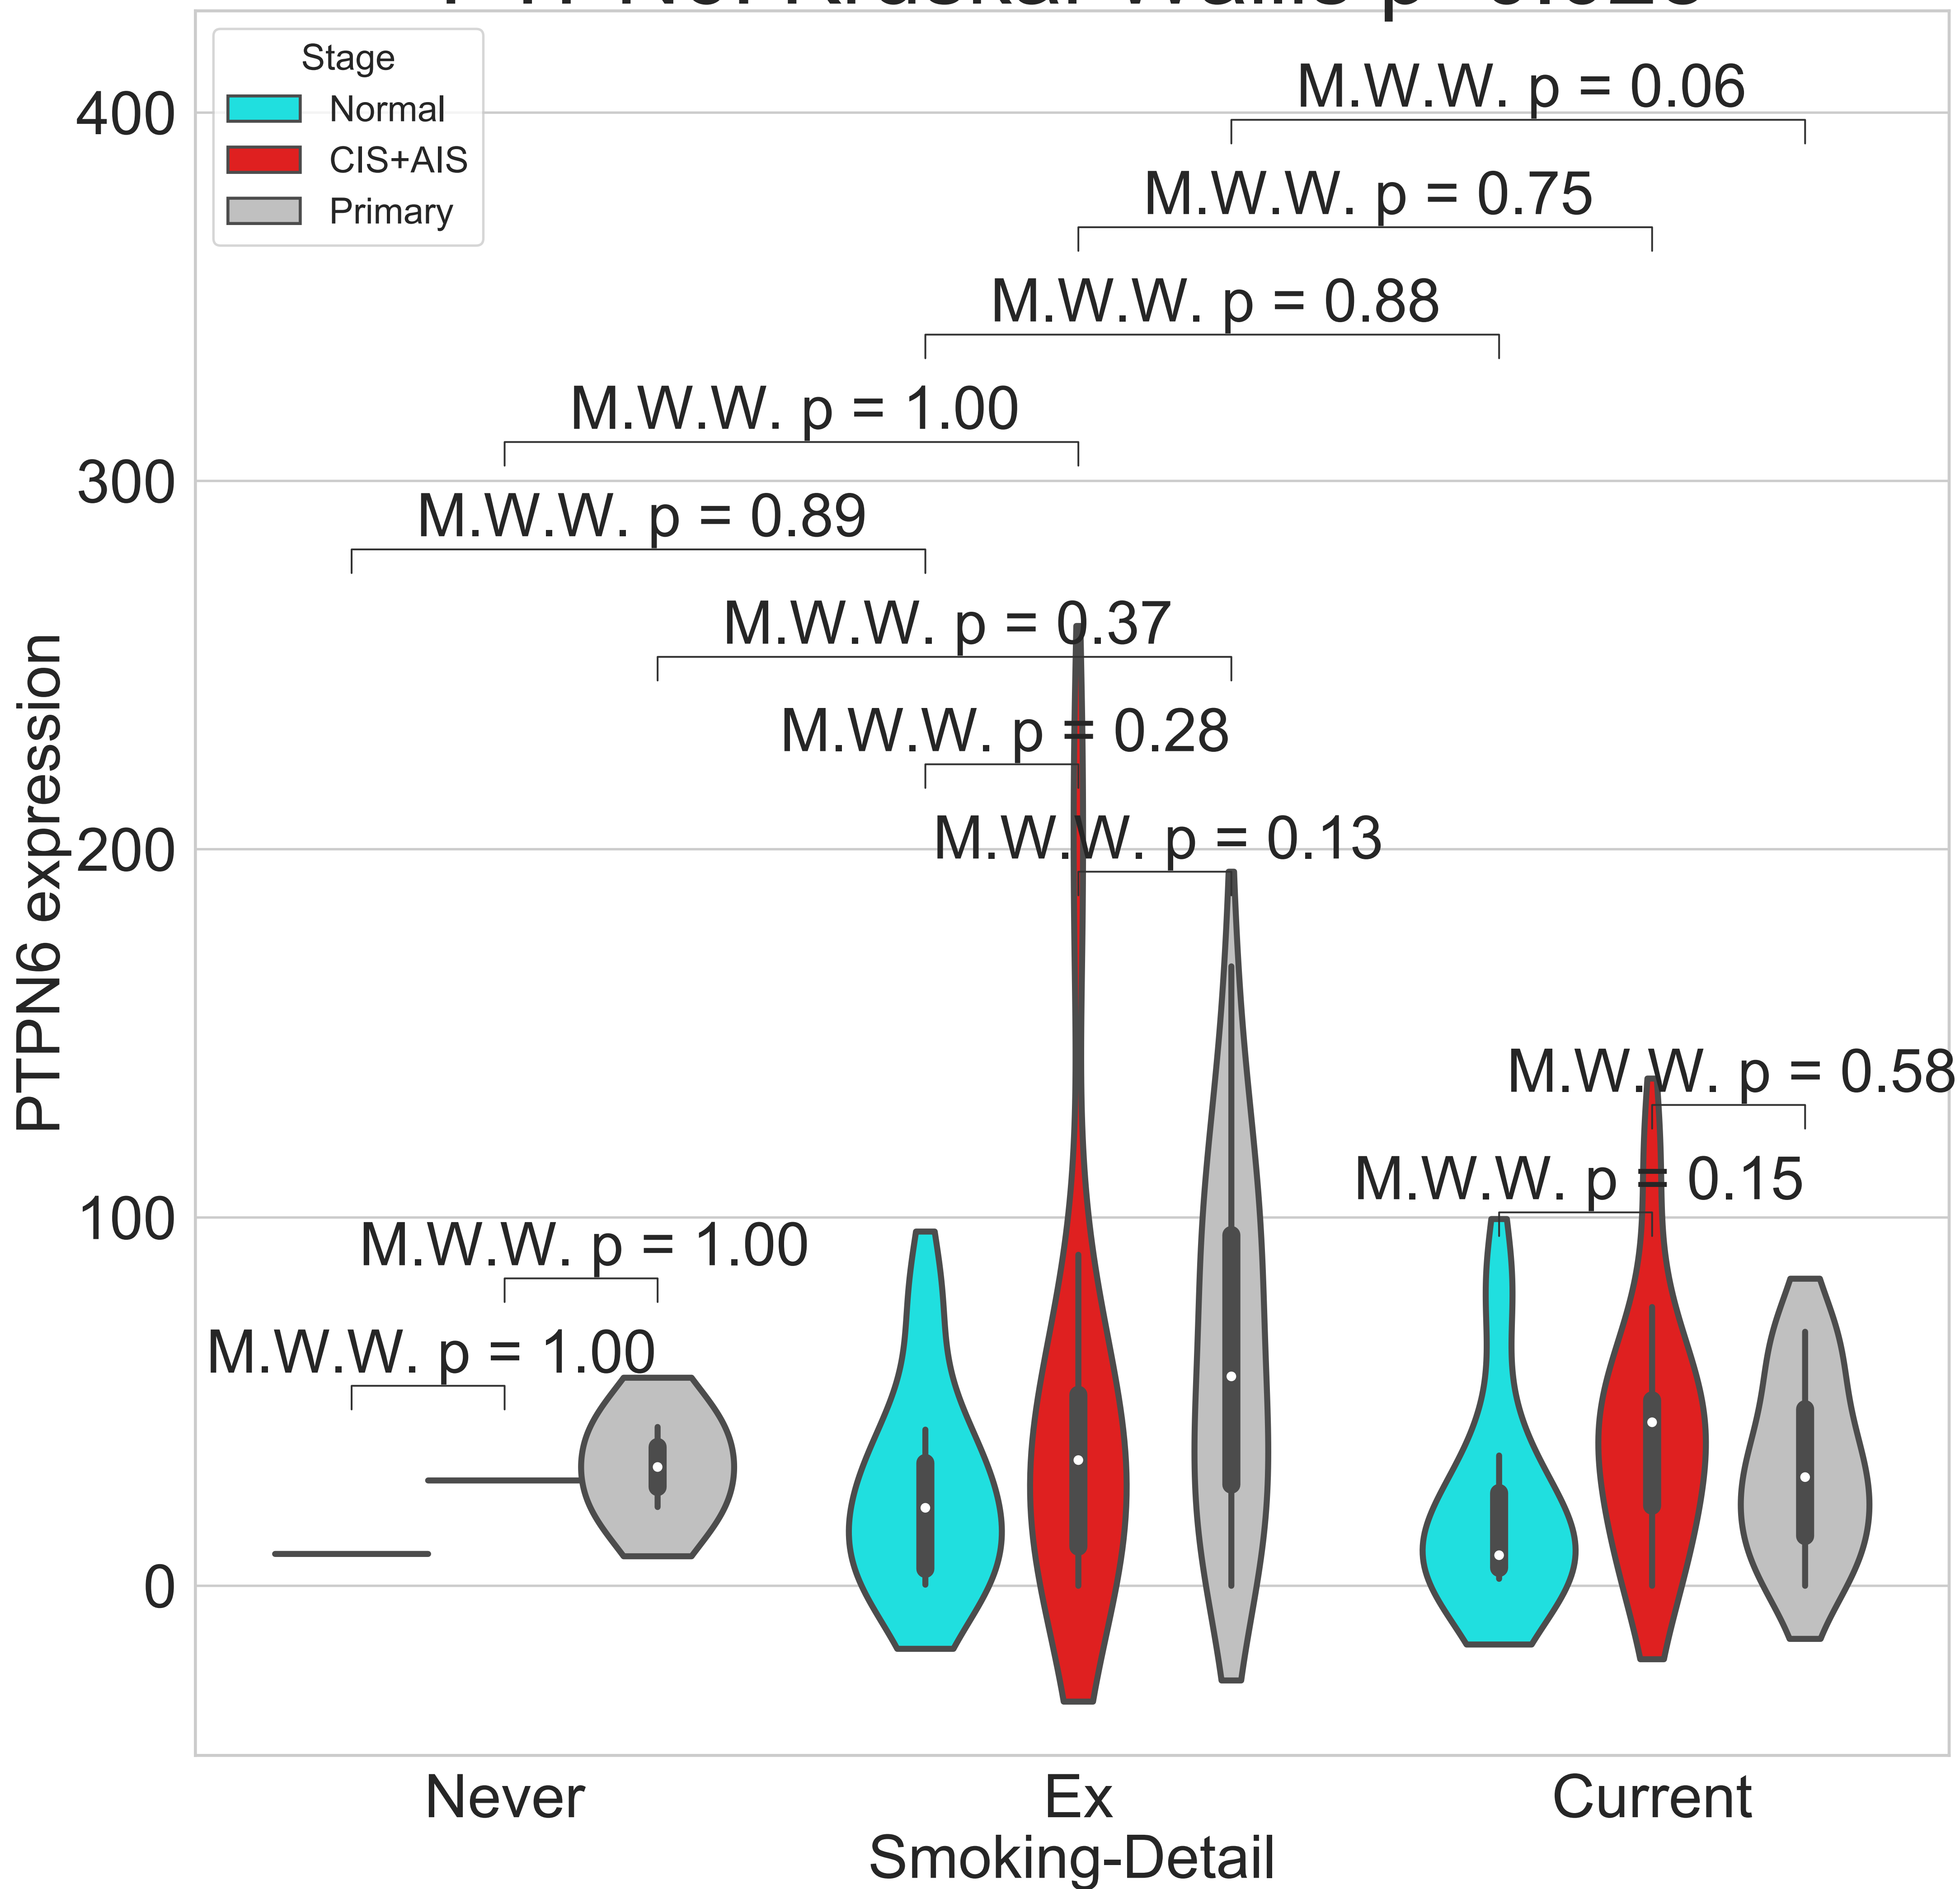 Stage
Normal
CIS+AIS
Primary
400
300
200
100
0
PTPN6 expression
M.W.W. p = 0.06
M.W.W. p = 0.75
M.W.W. p = 0.88
M.W.W. p = 1.00
M.W.W. p = 0.89
M.W.W. p = 0.37
M.W.W. p = 0.28
M.W.W. p = 0.13
M.W.W. p = 0.58
M.W.W. p = 0.15
M.W.W. p = 1.00
M.W.W. p = 1.00
Never
Ex
Current
Smoking-Detail